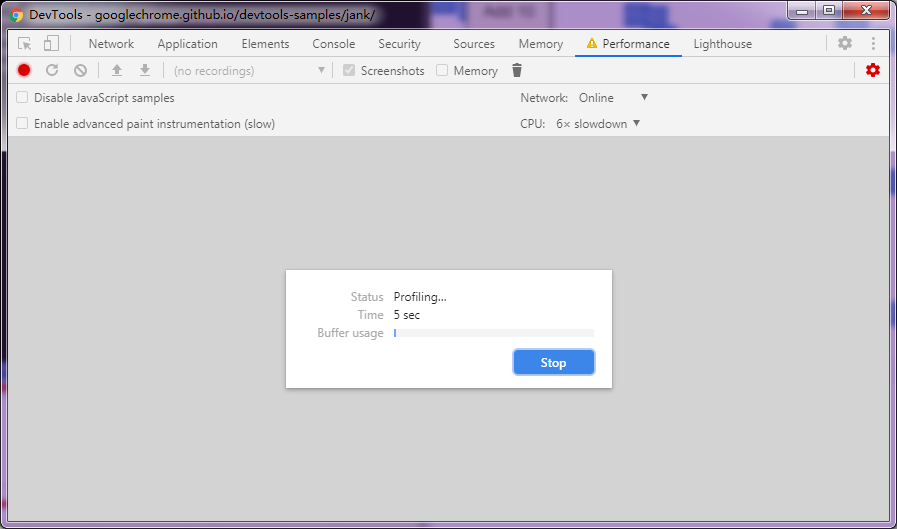 Add 10
DevTools - googlechrome.github.io/devtools-samples/jank/
Network Application Elements Console Security Sources Memory Performance Lighthouse
(no recordings) Screenshots Memory
Disable JavaScript samples Network: Online
Enable advanced paint instrumentation (slow) CPU: 6× slowdown
Status Profiling...
Time 5 sec
Buffer usage
Stop